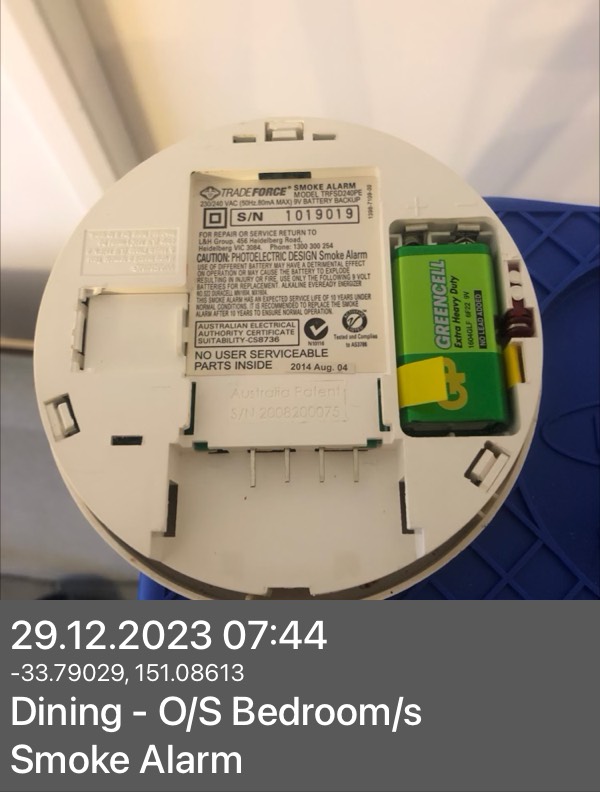 TRADEFORCE® SMOKE ALARM
MODEL TRFSD240PE
230/240 VAC (50Hz,80mA MAX) 9V BATTERY BACKUP
S/N 1019019
FOR REPAIR OR SERVICE RETURN TO
L&H Group, 456 Heidelberg Road,
Heidelberg VIC 3084. Phone: 1300 300 254
CAUTION: PHOTOELECTRIC DESIGN Smoke Alarm
USE OF DIFFERENT BATTERY MAY HAVE A DETRIMENTAL EFFECT
ON OPERATION OR MAY CAUSE THE BATTERY TO EXPLODE
RESULTING IN INJURY OR FIRE. USE ONLY THE FOLLOWING 9 VOLT
BATTERIES FOR REPLACEMENT. ALKALINE EVEREADY ENERGIZER
THIS SMOKE ALARM HAS AN EXPECTED SERVICE LIFE OF 10 YEARS UNDER
NORMAL CONDITIONS. IT IS RECOMMENDED TO REPLACE THE SMOKE
ALARM AFTER 10 YEARS TO ENSURE NORMAL OPERATION.
AUSTRALIAN ELECTRICAL
AUTHORITY CERTIFICATE
SUITABILITY-CS8736
N10116
Tested and Complies
to AS3786
NO USER SERVICEABLE
PARTS INSIDE
2014 Aug. 04
Australia Patent
S/N 2008200075
GREENCELL
Extra Heavy Duty
1604GLF 6F22 9V
NO LEAD ADDED
GP
29.12.2023 07:44
-33.79029, 151.08613
Dining - O/S Bedroom/s
Smoke Alarm